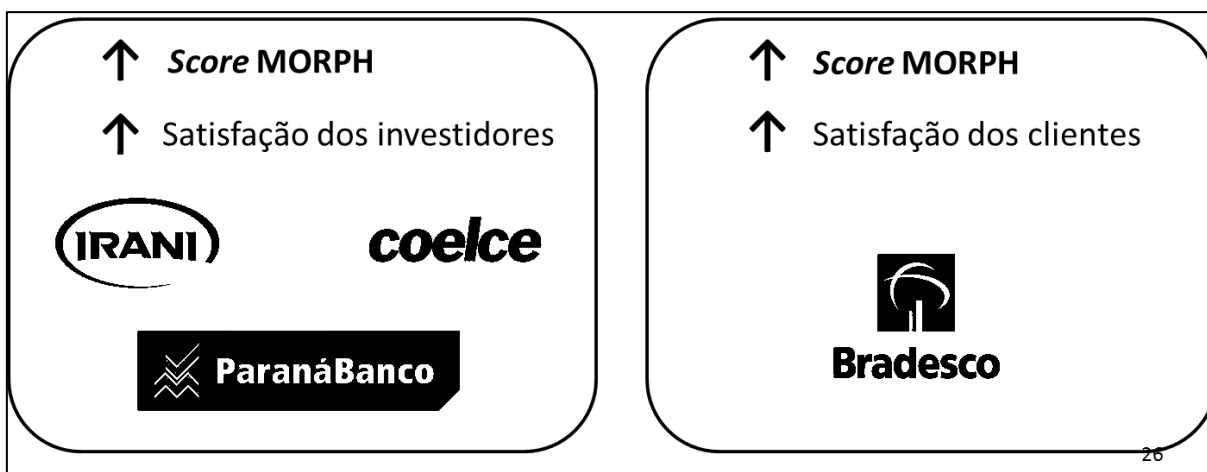 ↑ Score MORPH
↑ Satisfação dos investidores
IRANI
coelce
ParanáBanco
↑ Score MORPH
↑ Satisfação dos clientes
Bradesco
26